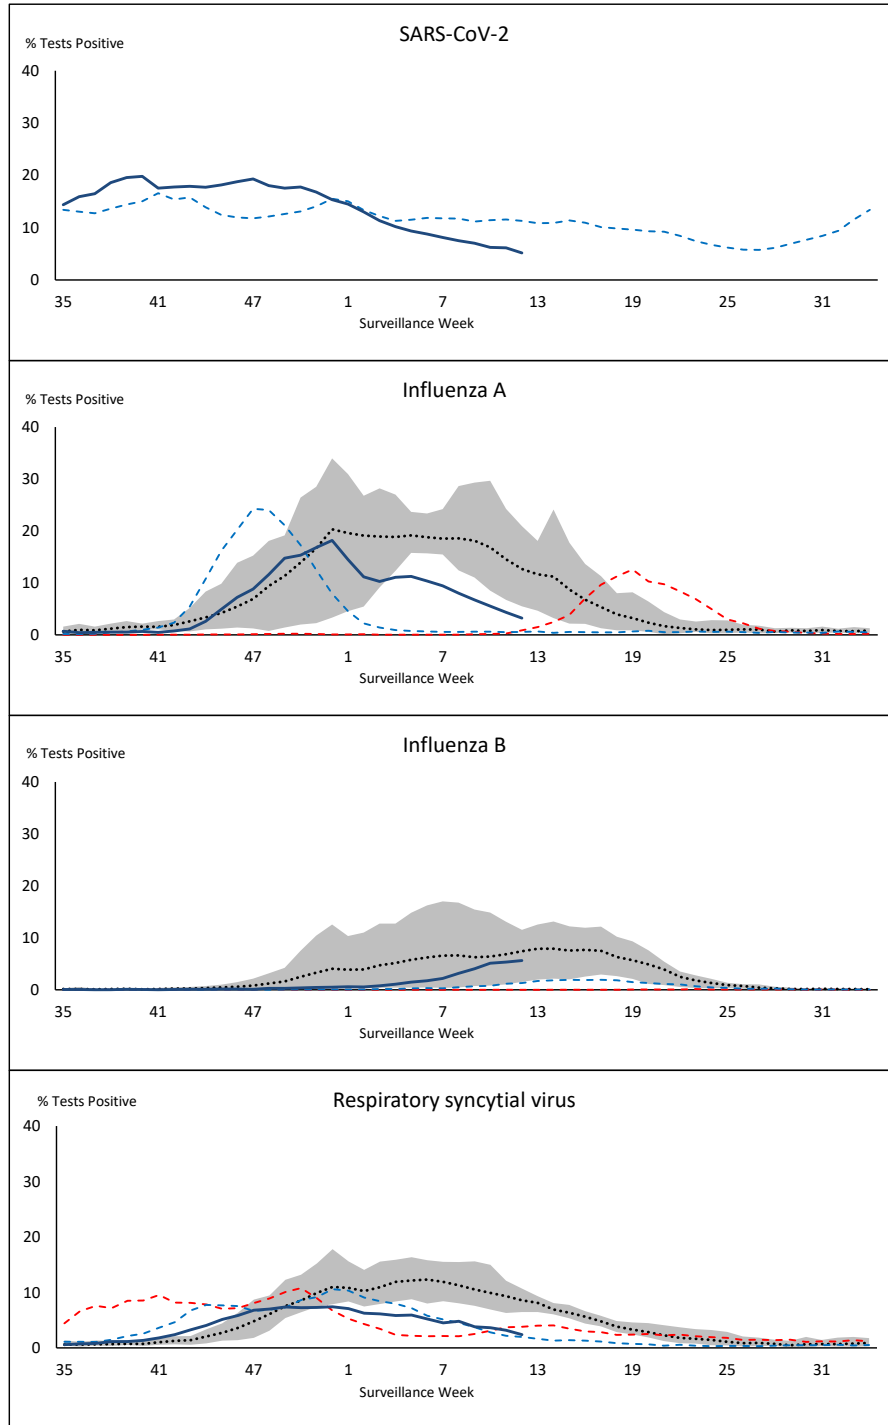 SARS-CoV-2
% Tests Positive
40
30
20
10
0
35 41 47 1 7 13 19 25 31
Surveillance Week
Influenza A
% Tests Positive
40
30
20
10
0
35 41 47 1 7 13 19 25 31
Surveillance Week
Influenza B
% Tests Positive
40
30
20
10
0
35 41 47 1 7 13 19 25 31
Surveillance Week
Respiratory syncytial virus
% Tests Positive
40
30
20
10
0
35 41 47 1 7 13 19 25 31
Surveillance Week